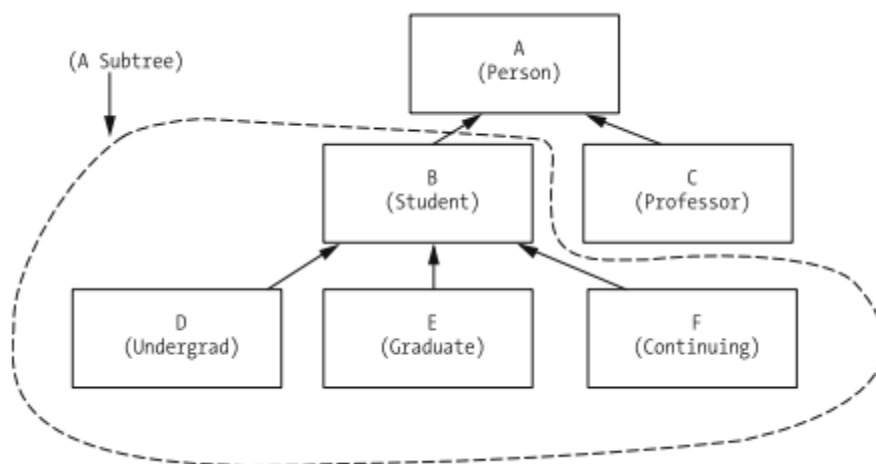 A
(Person)
(A Subtree)
B
(Student)
C
(Professor)
D
(Undergrad)
E
(Graduate)
F
(Continuing)